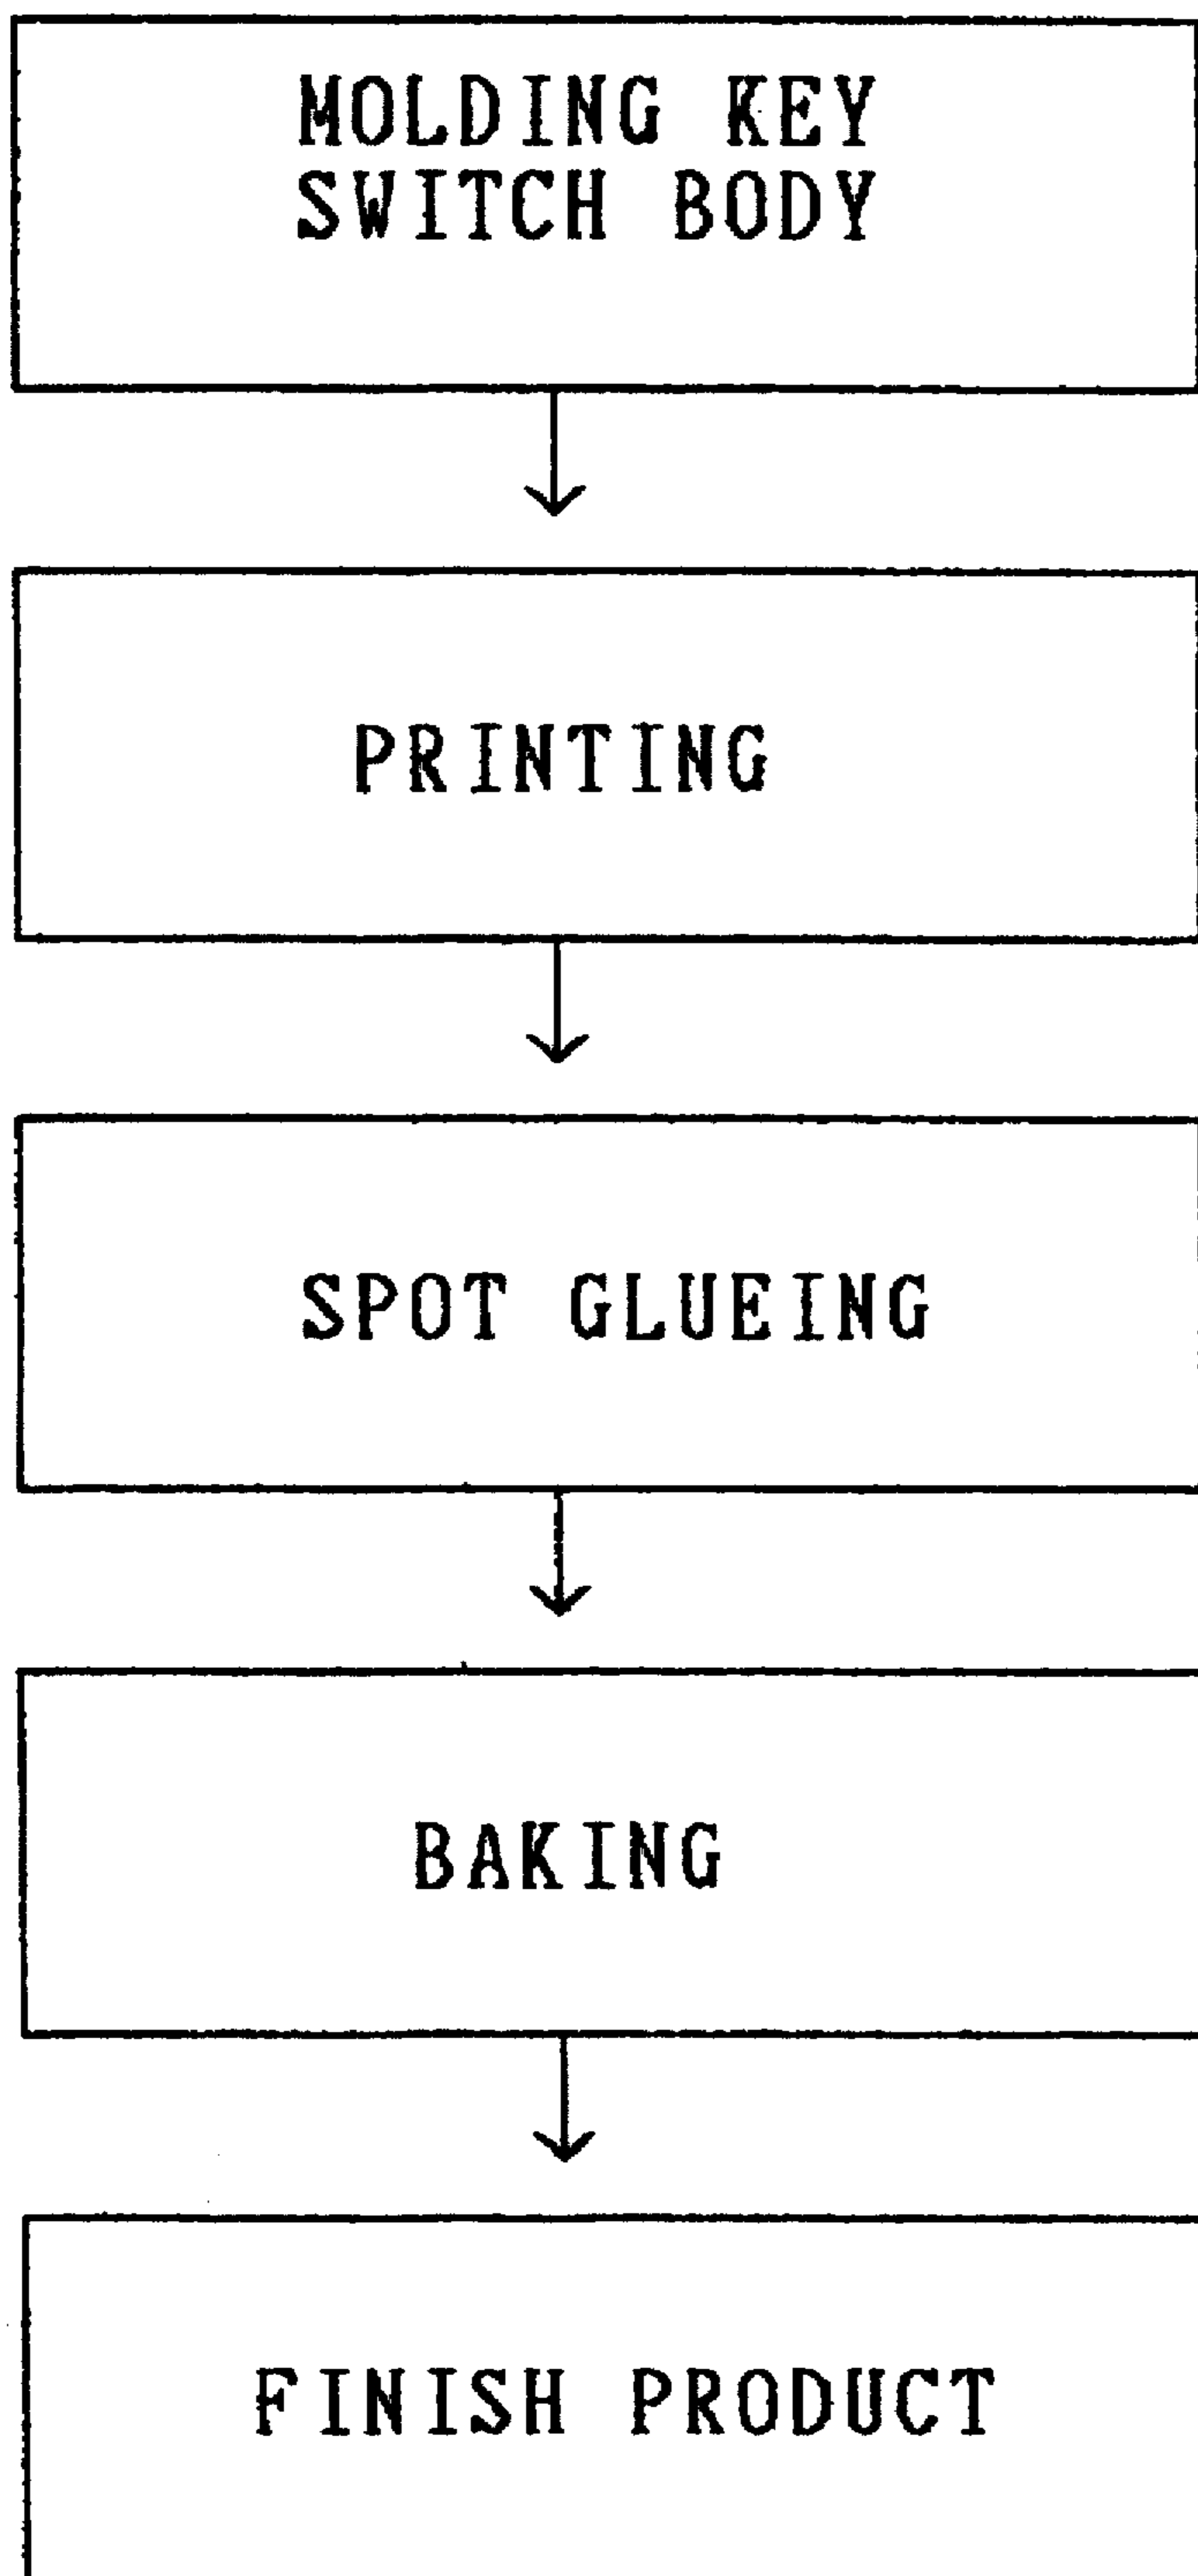 MOLDING KEY
SWITCH BODY
PRINTING
SPOT GLUEING
BAKING
FINISH PRODUCT